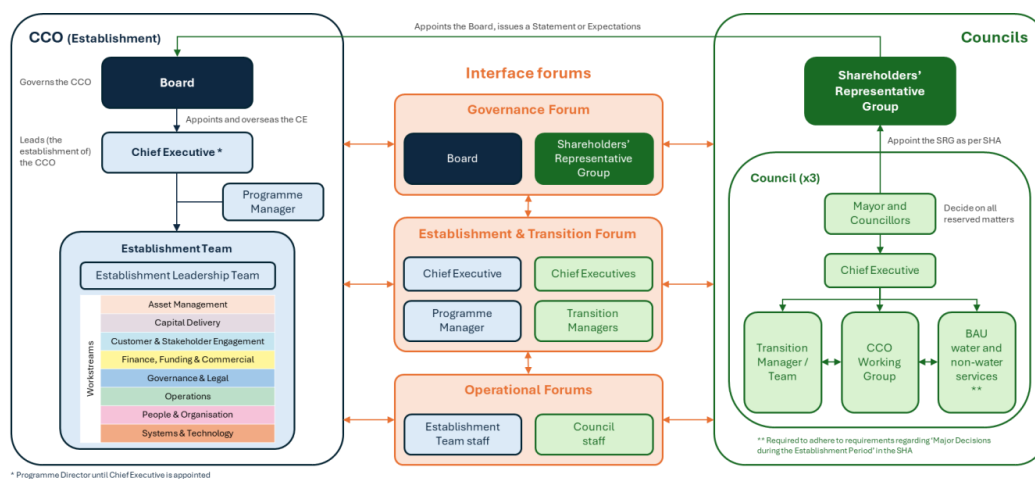 Appoints the Board, issues a Statement or Expectations
CCO (Establishment)
Governs the CCO
Board
Appoints and overseas the CE
Leads (the
establishment of)
the CCO
Chief Executive *
Programme
Manager
Establishment Team
Establishment Leadership Team
Workstreams
Asset Management
Capital Delivery
Customer & Stakeholder Engagement
Finance, Funding & Commercial
Governance & Legal
Operations
People & Organisation
Systems & Technology
* Programme Director until Chief Executive is appointed
Interface forums
Governance Forum
Board
Shareholders'
Representative
Group
Establishment & Transition Forum
Chief Executive
Chief Executives
Programme
Manager
Transition
Managers
Operational Forums
Establishment
Team staff
Council
staff
Councils
Shareholders'
Representative
Group
Appoint the SRG as per SHA
Council (x3)
Mayor and
Councillors
Decide on all
reserved matters
Chief Executive
Transition
Manager /
Team
CCO
Working
Group
BAU
water and
non-water
services
**
** Required to adhere to requirements regarding 'Major Decisions
during the Establishment Period' in the SHA